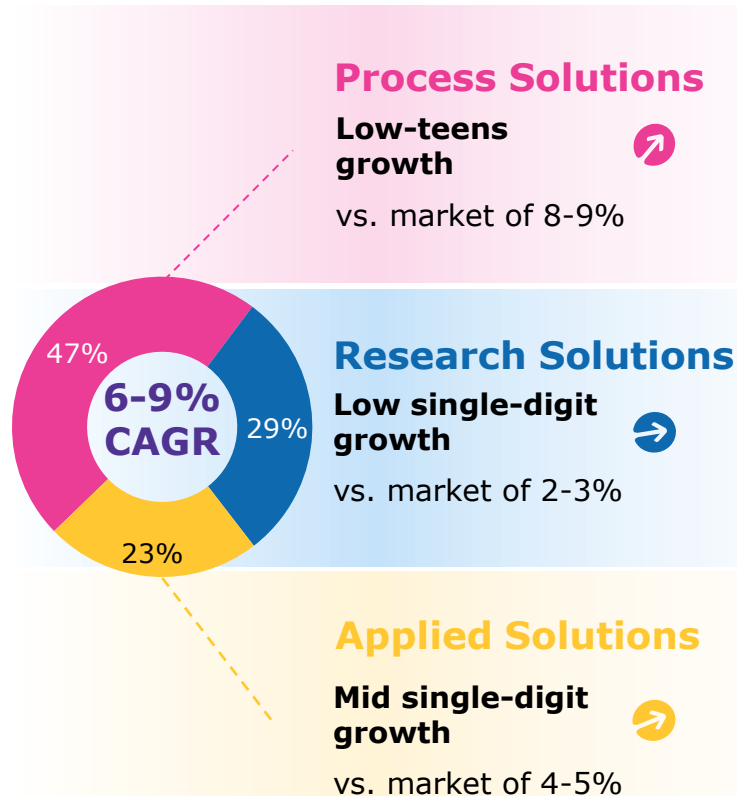 Process Solutions
Low-teens
growth
vs. market of 8-9%
47%
6-9%
CAGR
29%
23%
Research Solutions
Low single-digit
growth
vs. market of 2-3%
Applied Solutions
Mid single-digit
growth
vs. market of 4-5%